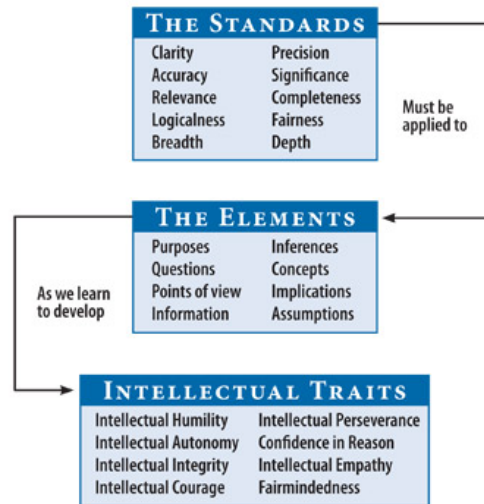 THE STANDARDS
Clarity Precision
Accuracy Significance
Relevance Completeness
Logicalness Fairness
Breadth Depth
Must be
applied to
THE ELEMENTS
Purposes Inferences
Questions Concepts
Points of view Implications
Information Assumptions
As we learn
to develop
INTELLECTUAL TRAITS
Intellectual Humility Intellectual Perseverance
Intellectual Autonomy Confidence in Reason
Intellectual Integrity Intellectual Empathy
Intellectual Courage Fairmindedness